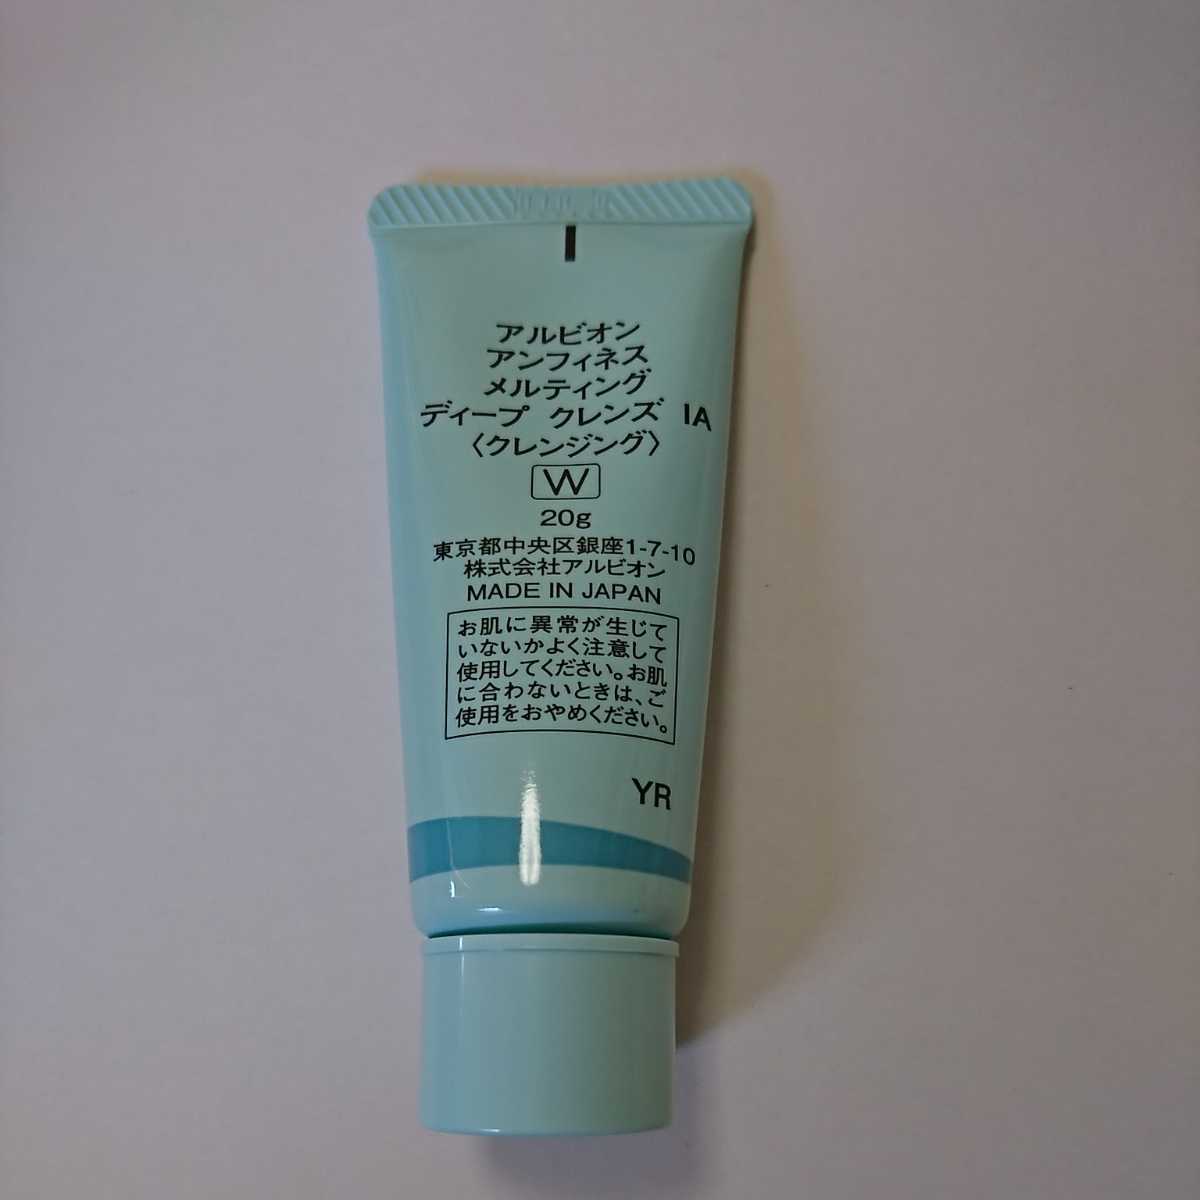 アルビオン
アンフィネス
メルティング
ディープ クレンズ IA
〈クレンジング〉
W
20g
東京都中央区銀座1-7-10
株式会社アルビオン
MADE IN JAPAN
お肌に異常が生じて
いないかよく注意して
使用してください。お肌
に合わないときは、ご
使用をおやめください。
YR